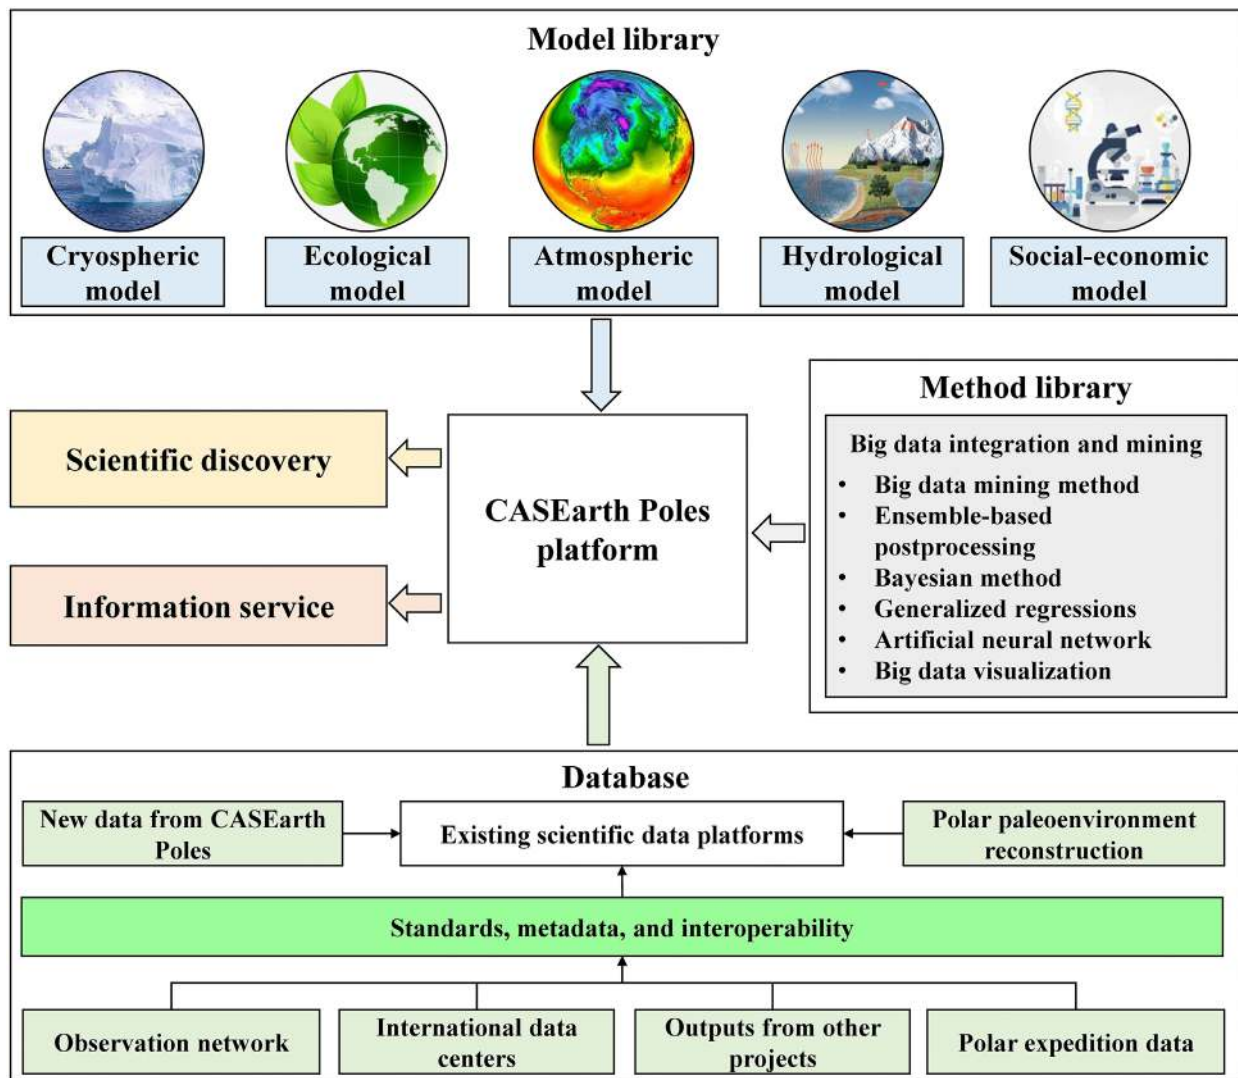 Model library
Cryospheric
model
Ecological
model
Atmospheric
model
Hydrological
model
Social-economic
model
Method library
Big data integration and mining
• Big data mining method
• Ensemble-based
postprocessing
• Bayesian method
• Generalized regressions
• Artificial neural network
• Big data visualization
Scientific discovery
CASEarth Poles
platform
Information service
Database
New data from CASEarth
Poles
Existing scientific data platforms
Polar paleoenvironment
reconstruction
Standards, metadata, and interoperability
Observation network
International data
centers
Outputs from other
projects
Polar expedition data